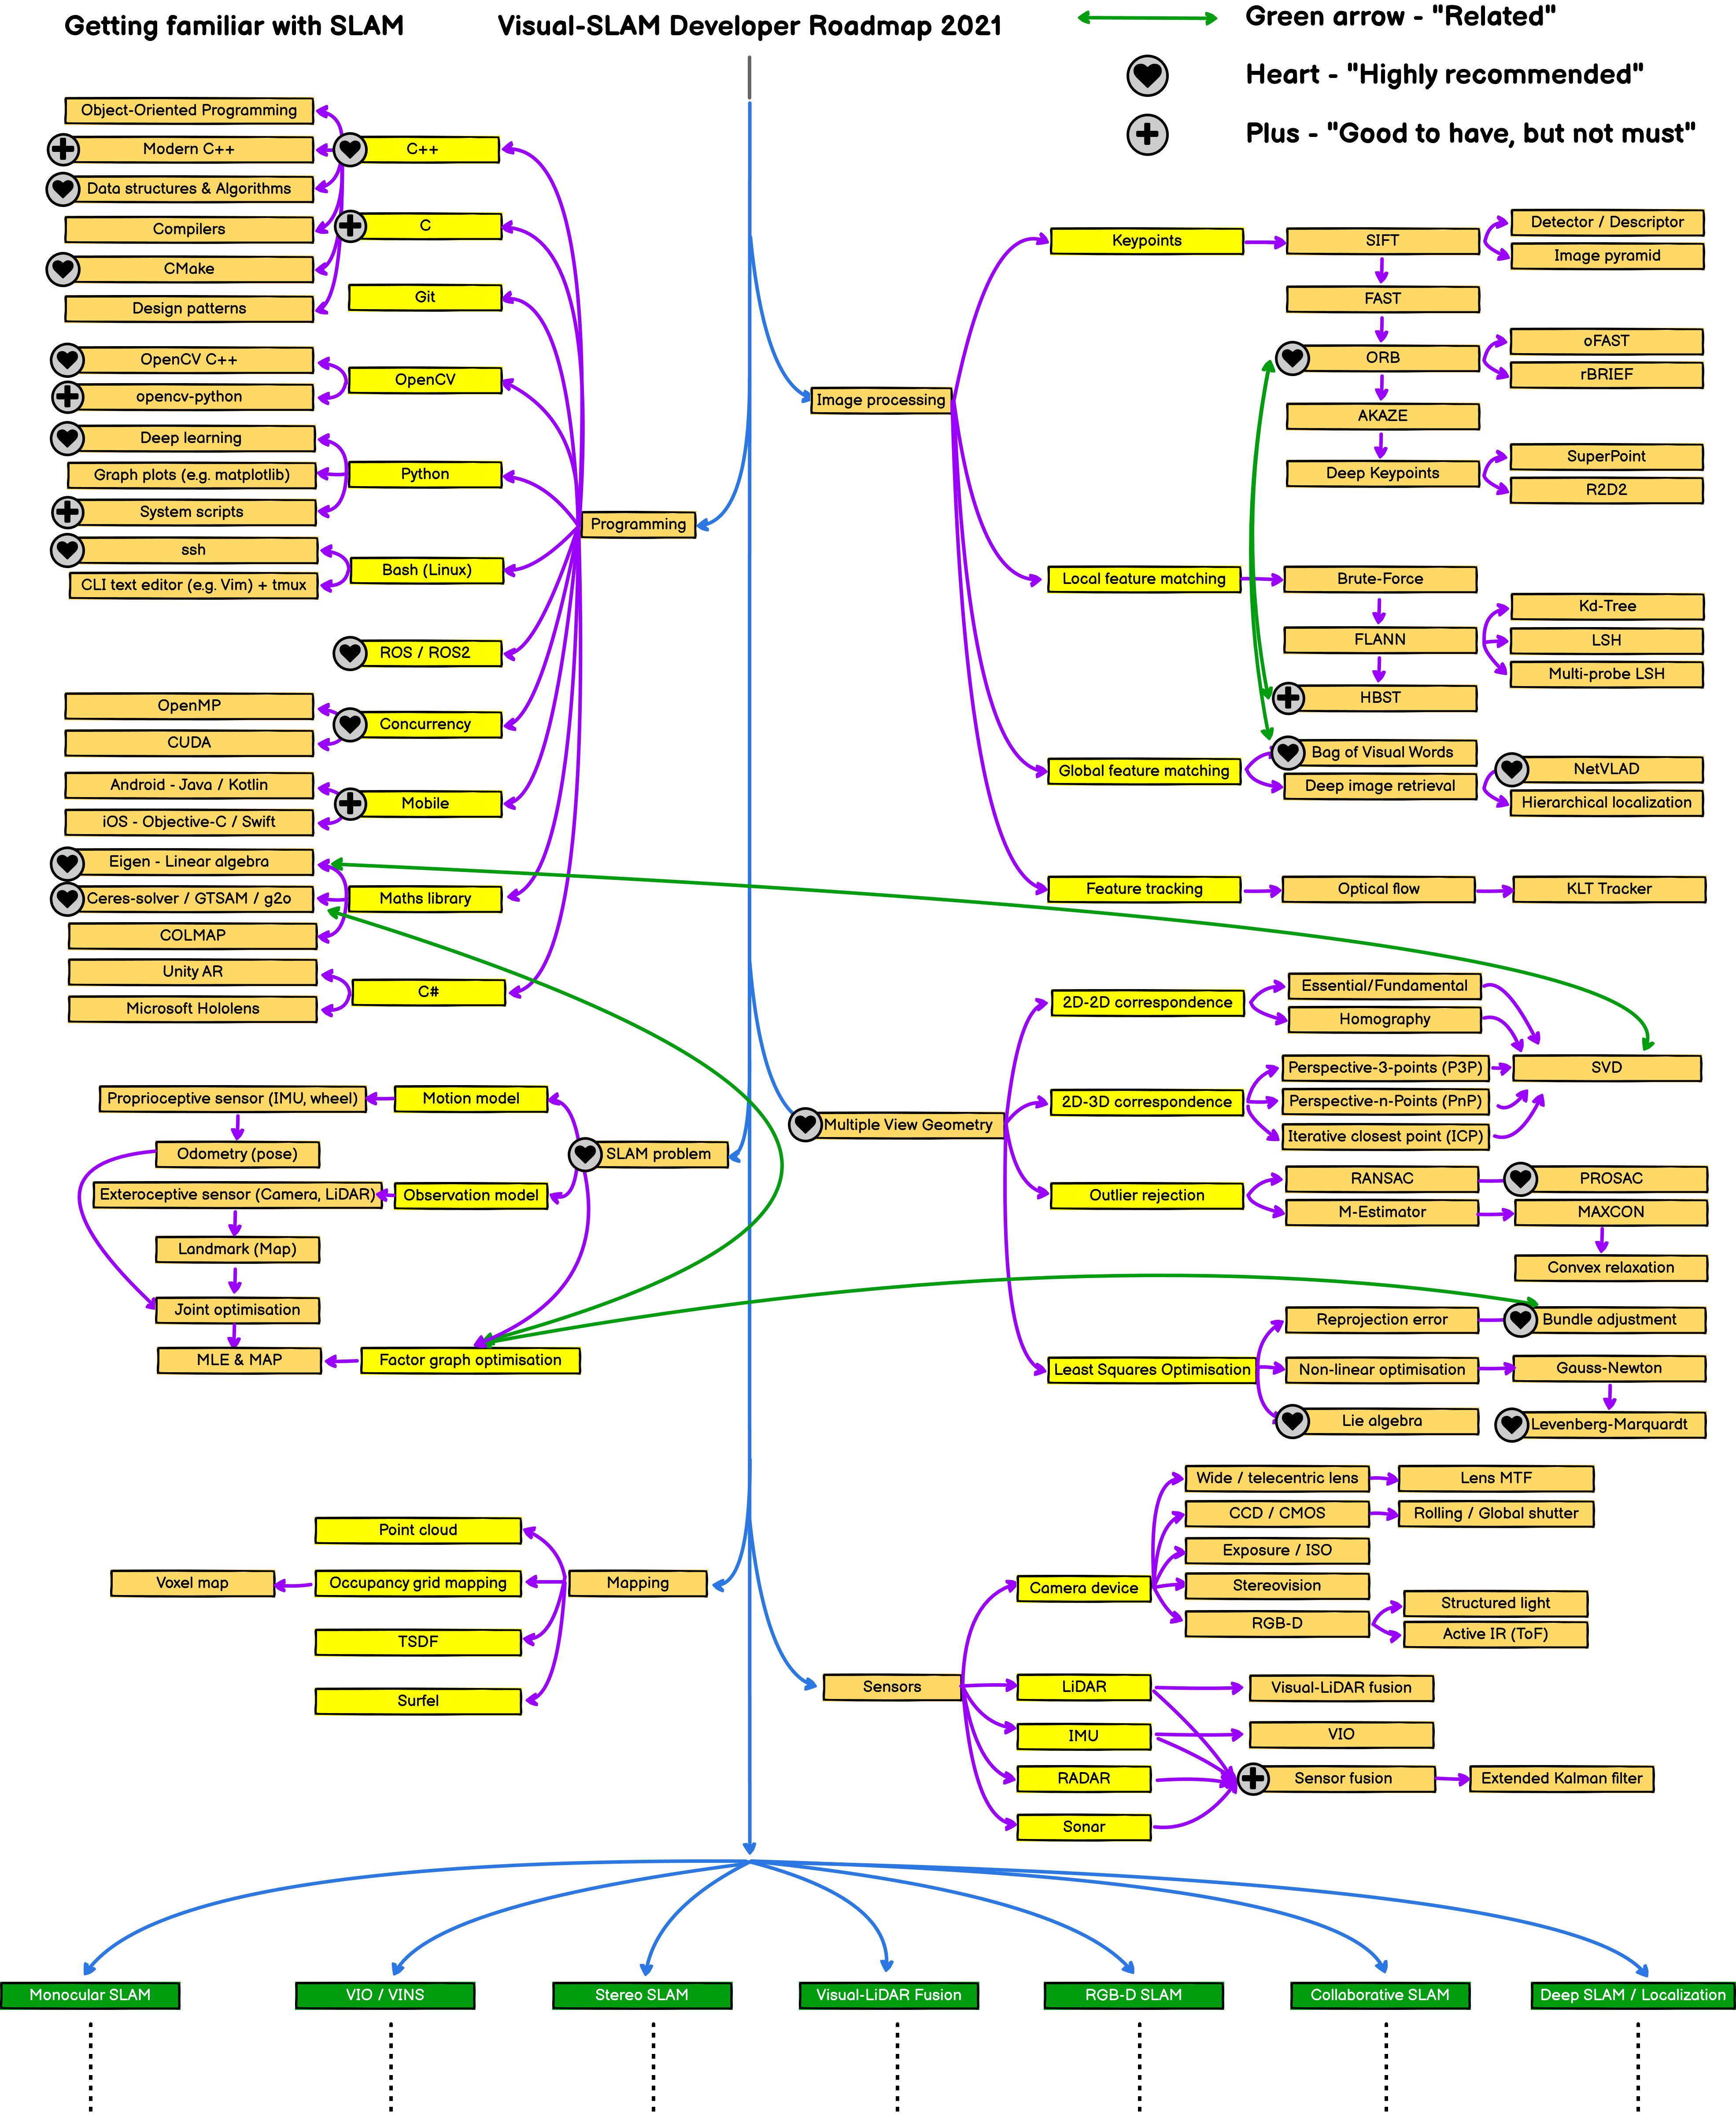 Getting familiar with SLAM
Visual-SLAM Developer Roadmap 2021
Green arrow - "Related"
Heart - "Highly recommended"
Plus - "Good to have, but not must"
Object-Oriented Programming
Modern C++
Data structures & Algorithms
Compilers
CMake
Design patterns
C++
C
Git
OpenCV C++
opencv-python
OpenCV
Deep learning
Graph plots (e.g. matplotlib)
System scripts
Python
ssh
CLI text editor (e.g. Vim) + tmux
Bash (Linux)
Programming
ROS / ROS2
OpenMP
CUDA
Concurrency
Android - Java / Kotlin
iOS - Objective-C / Swift
Mobile
Eigen - Linear algebra
Ceres-solver / GTSAM / g2o
COLMAP
Maths library
Unity AR
Microsoft Hololens
C#
Image processing
Keypoints
SIFT
Detector / Descriptor
Image pyramid
FAST
ORB
oFAST
rBRIEF
AKAZE
Deep Keypoints
SuperPoint
R2D2
Local feature matching
Brute-Force
FLANN
Kd-Tree
LSH
Multi-probe LSH
HBST
Global feature matching
Bag of Visual Words
Deep image retrieval
NetVLAD
Hierarchical localization
Feature tracking
Optical flow
KLT Tracker
Proprioceptive sensor (IMU, wheel)
Motion model
Odometry (pose)
SLAM problem
Exteroceptive sensor (Camera, LiDAR)
Observation model
Landmark (Map)
Joint optimisation
MLE & MAP
Factor graph optimisation
Multiple View Geometry
2D-2D correspondence
Essential/Fundamental
Homography
2D-3D correspondence
Perspective-3-points (P3P)
Perspective-n-Points (PnP)
Iterative closest point (ICP)
SVD
Outlier rejection
RANSAC
PROSAC
M-Estimator
MAXCON
Convex relaxation
Least Squares Optimisation
Reprojection error
Bundle adjustment
Non-linear optimisation
Gauss-Newton
Lie algebra
Levenberg-Marquardt
Point cloud
Voxel map
Occupancy grid mapping
Mapping
TSDF
Surfel
Sensors
Camera device
Wide / telecentric lens
Lens MTF
CCD / CMOS
Rolling / Global shutter
Exposure / ISO
Stereovision
RGB-D
Structured light
Active IR (ToF)
LiDAR
Visual-LiDAR fusion
IMU
VIO
RADAR
Sensor fusion
Extended Kalman filter
Sonar
Monocular SLAM
VIO / VINS
Stereo SLAM
Visual-LiDAR Fusion
RGB-D SLAM
Collaborative SLAM
Deep SLAM / Localization